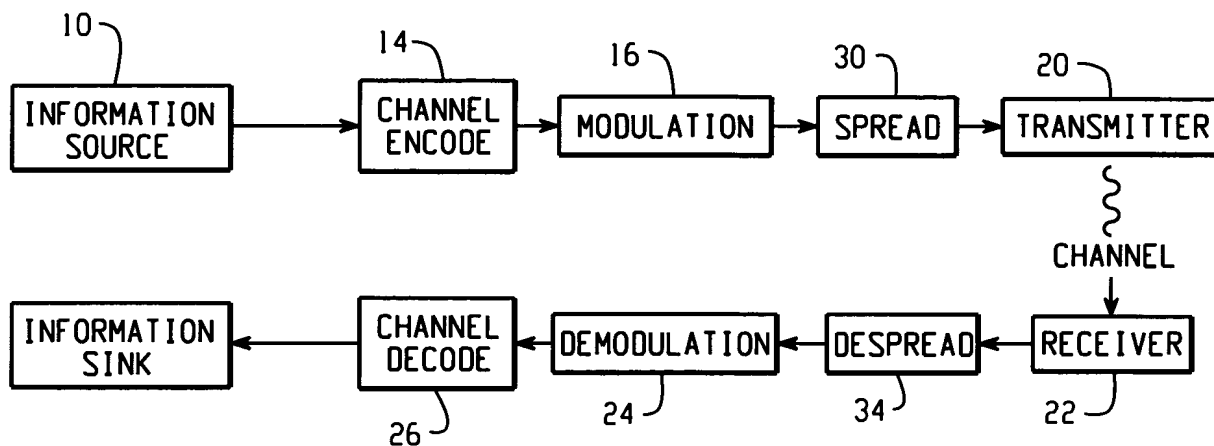 10
14
16
30
20
INFORMATION
SOURCE
CHANNEL
ENCODE
MODULATION
SPREAD
TRANSMITTER
CHANNEL
INFORMATION
SINK
CHANNEL
DECODE
DEMODULATION
DESPREAD
RECEIVER
26
24
34
22